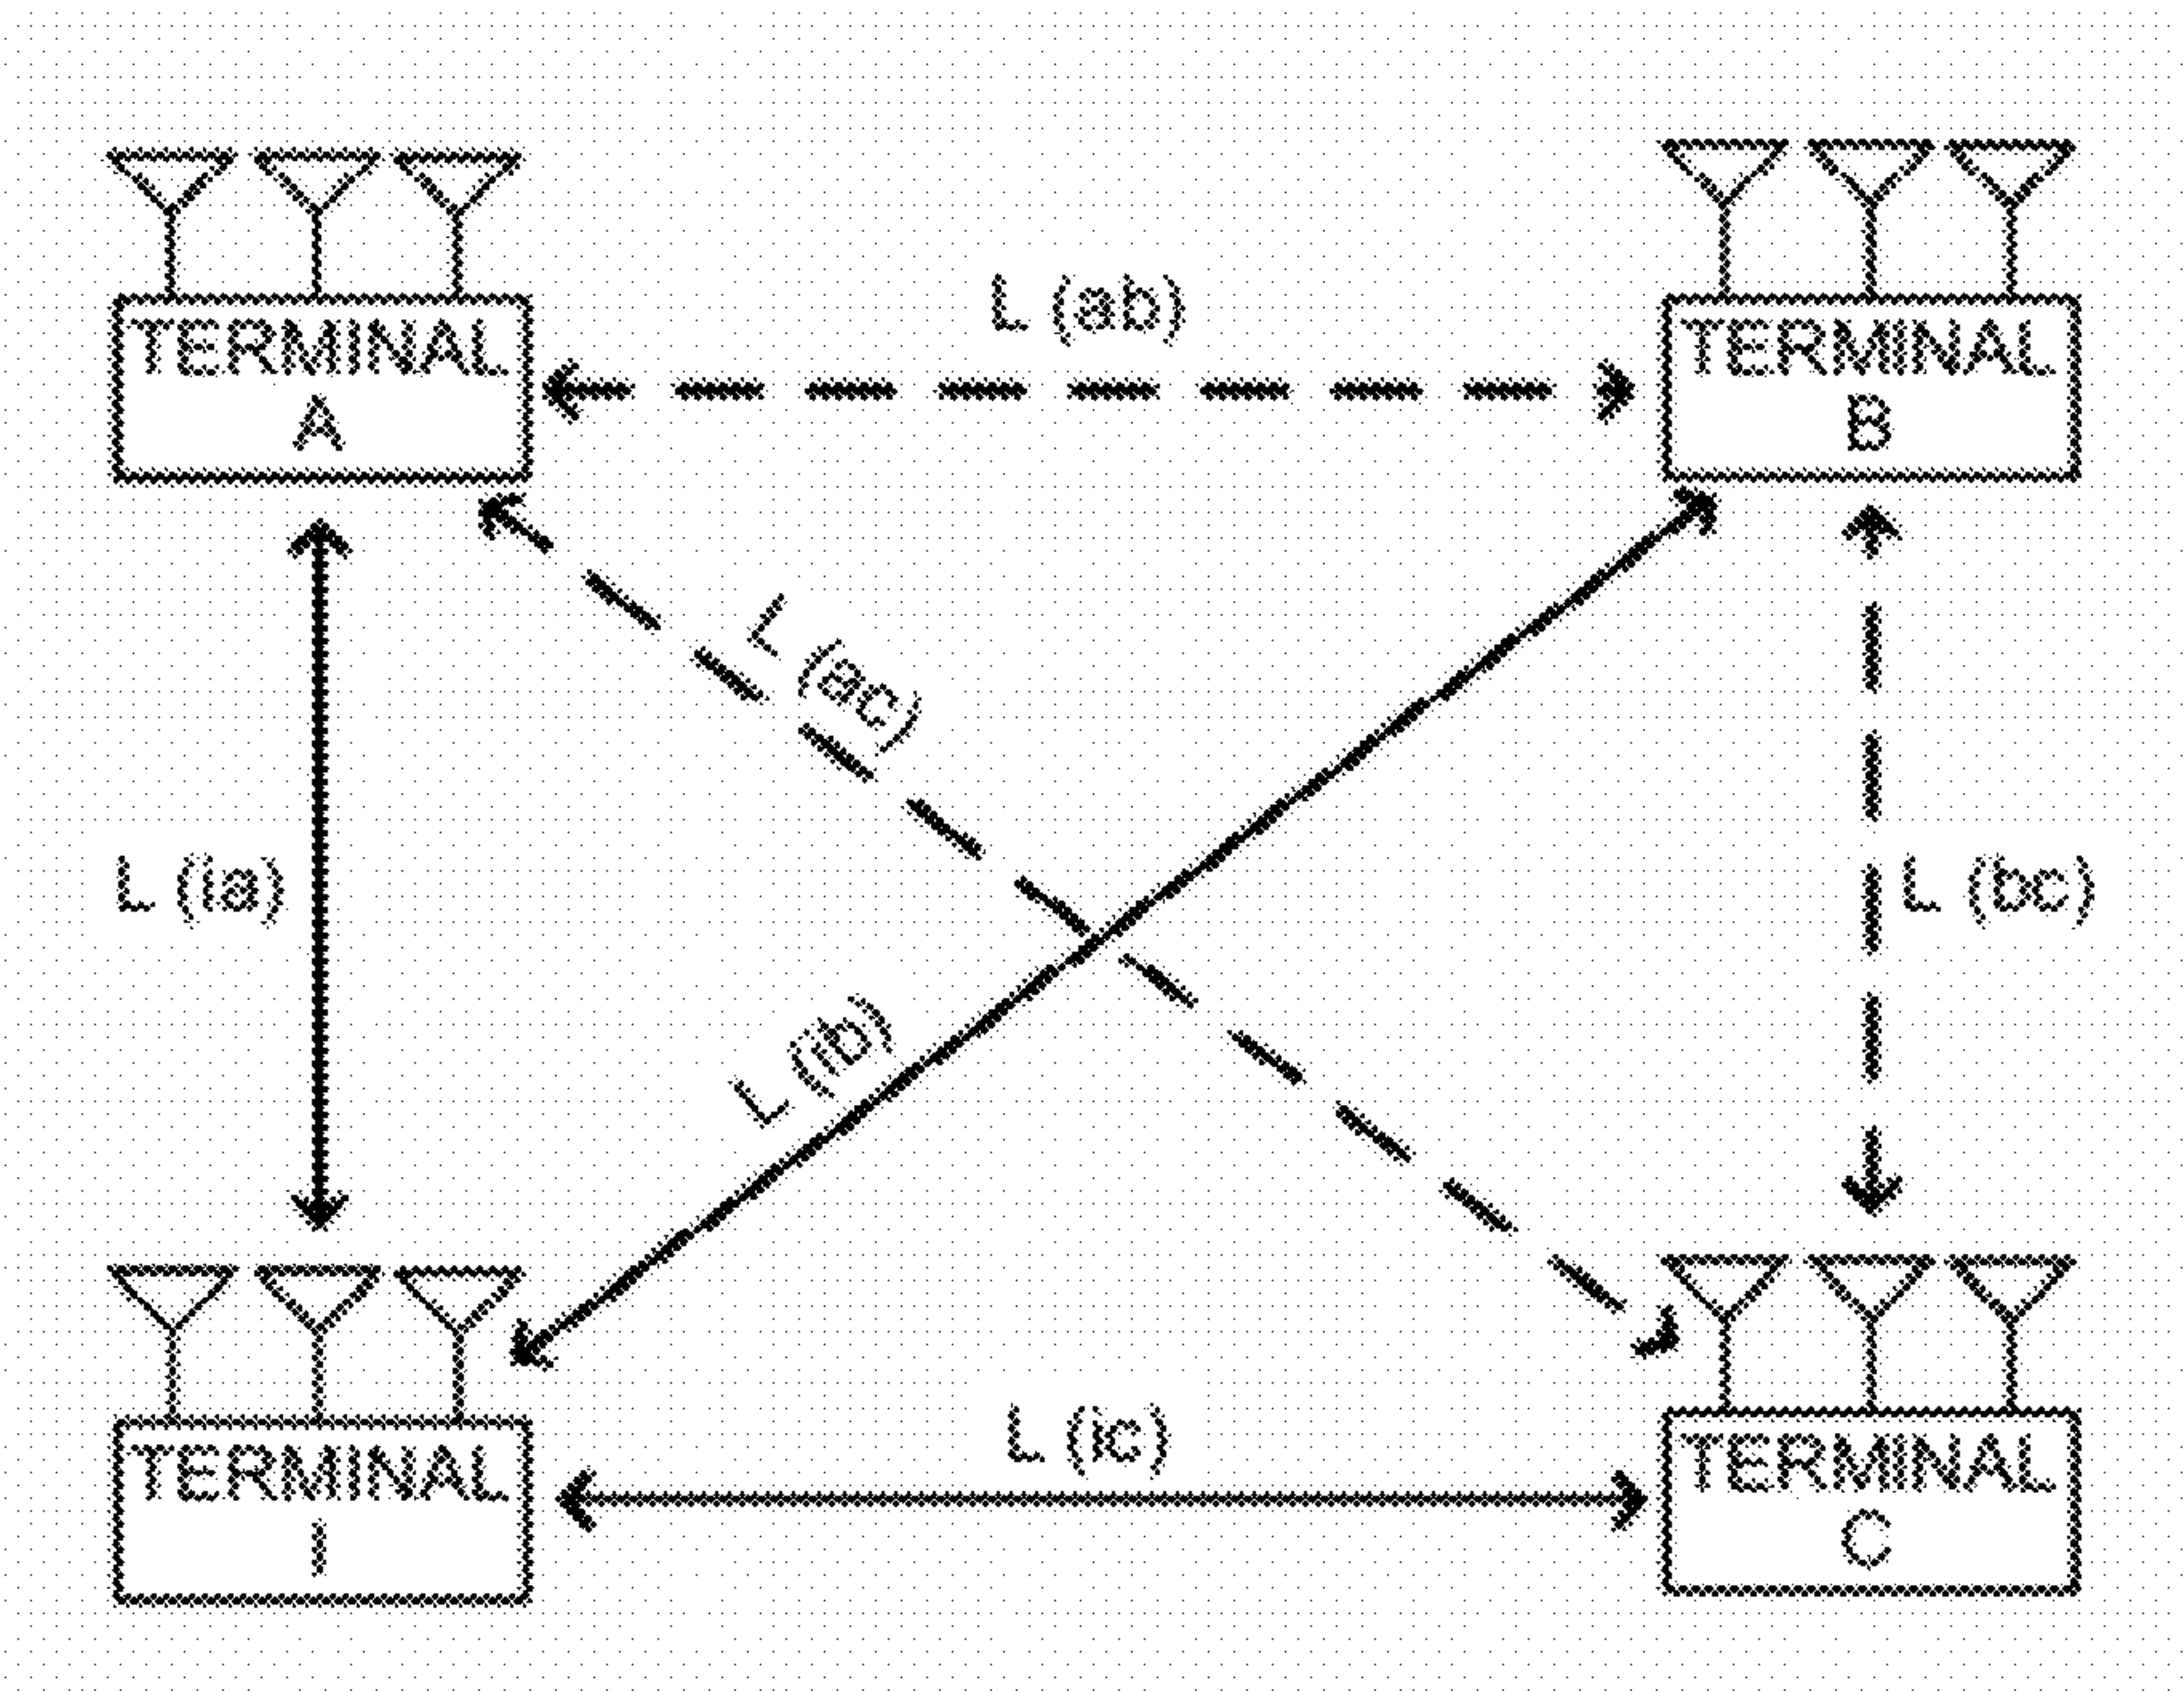 TERMINAL
A
L (ab)
TERMINAL
B
L (ac)
L (ia)
L (bc)
L (ib)
L (ic)
TERMINAL
I
TERMINAL
C